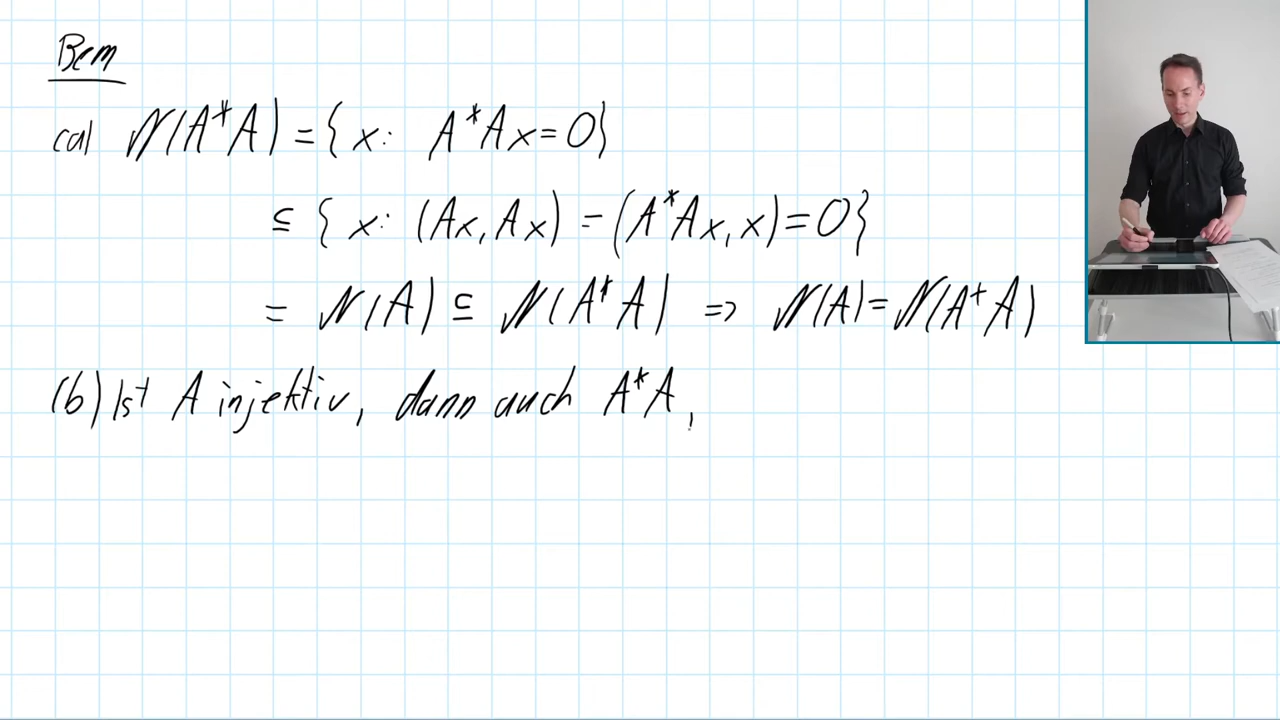 Bem
(a) N(A*A) = { x: A*Ax = 0 }
⊆ { x: (Ax, Ax) = (A*Ax, x) = 0 }
= N(A) ⊆ N(A*A) ⇒ N(A) = N(A*A)
(b) Ist A injektiv, dann auch A*A,